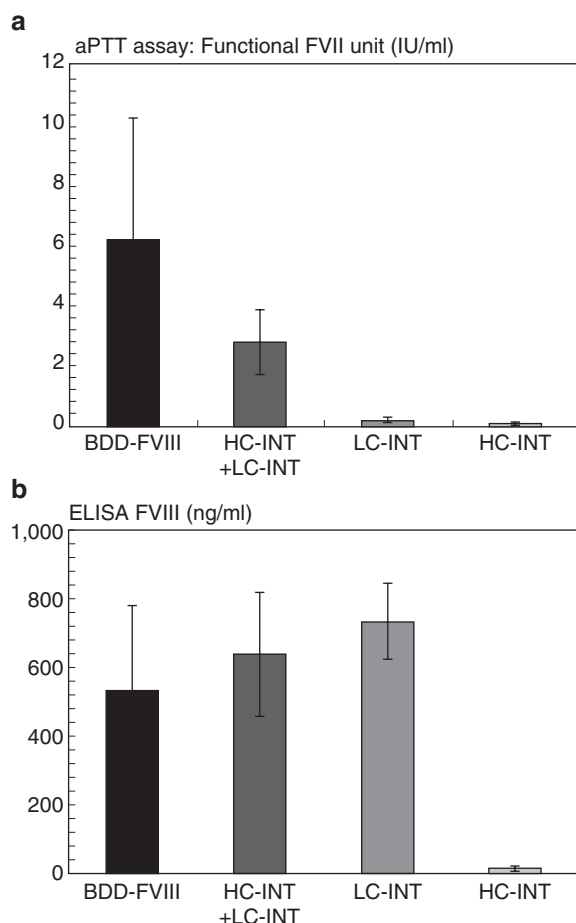 a
aPTT assay: Functional FVII unit (IU/ml)
12
10
8
6
4
2
0
BDD-FVIII HC-INT LC-INT HC-INT
+LC-INT
b
ELISA FVIII (ng/ml)
1,000
800
600
400
200
0
BDD-FVIII HC-INT LC-INT HC-INT
+LC-INT